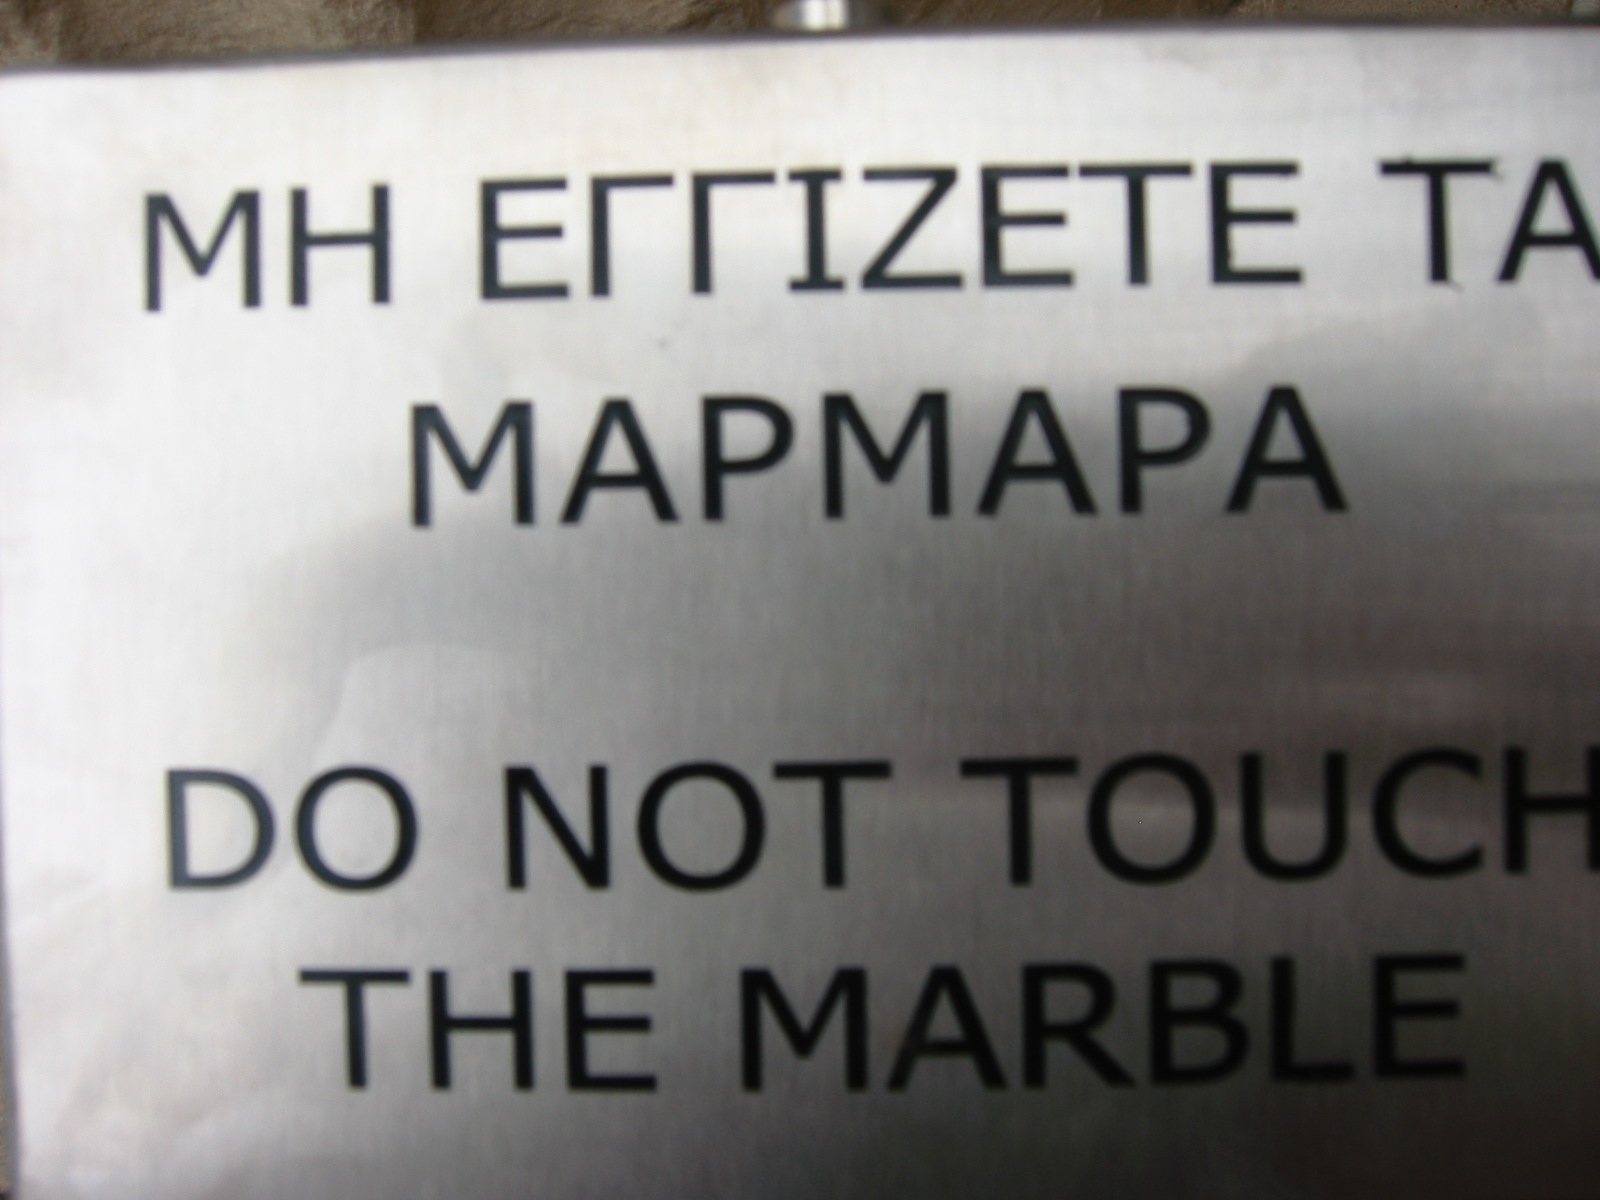 ΜΗ ΕΓΓΙΖΕΤΕ ΤΑ
ΜΑΡΜΑΡΑ
DO NOT TOUCH
THE MARBLE